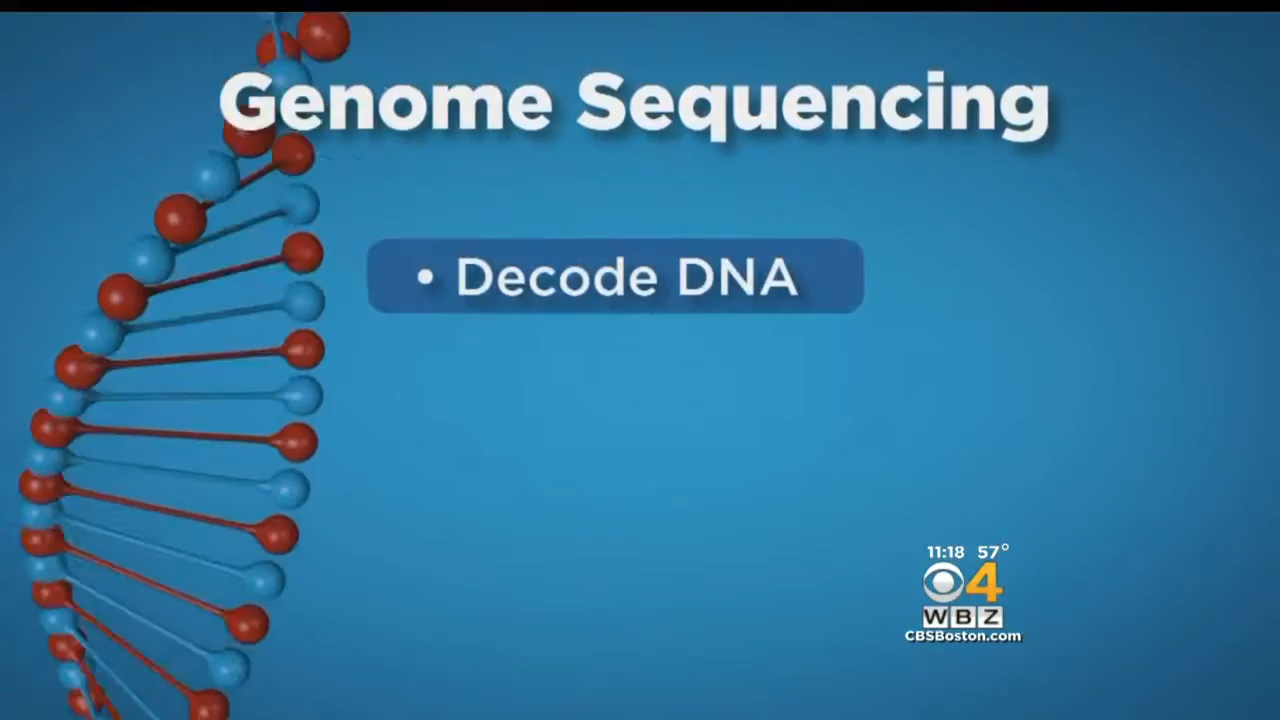 Genome Sequencing
• Decode DNA
11:18 57°
4
WBZ
CBSBoston.com